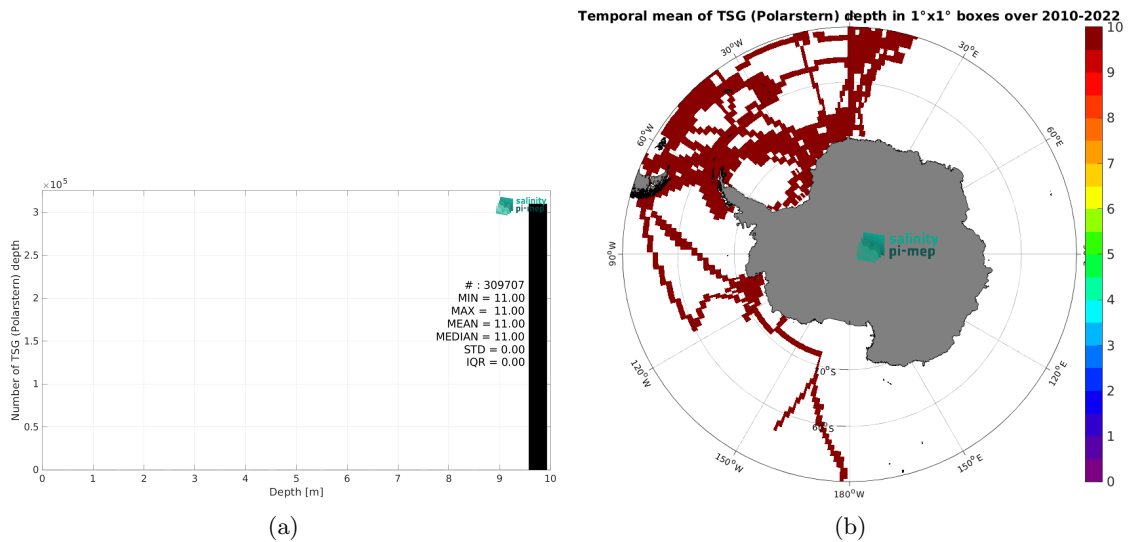 Temporal mean of TSG (Polarstern) depth in 1°x1° boxes over 2010-2022
×10⁵
Number of TSG (Polarstern) depth
3
2.5
2
1.5
1
0.5
0
0 1 2 3 4 5 6 7 8 9 10
Depth [m]
salinity
pi-mep
# : 309707
MIN = 11.00
MAX = 11.00
MEAN = 11.00
MEDIAN = 11.00
STD = 0.00
IQR = 0.00
(a)
30°W
30°E
60°W
60°E
90°W
120°W
120°E
150°W
150°E
180°W
70°S
60°S
salinity
pi-mep
10
9
8
7
6
5
4
3
2
1
0
(b)